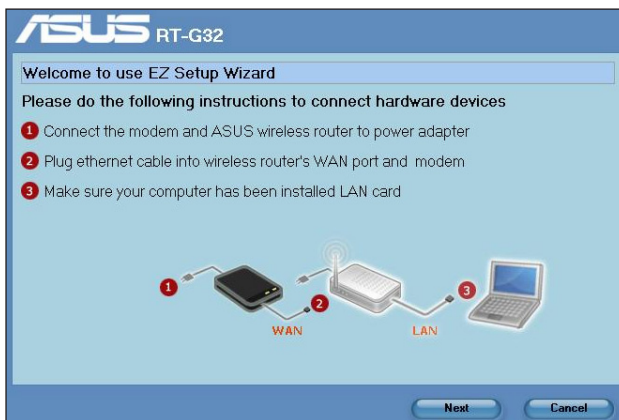 ASUS RT-G32
Welcome to use EZ Setup Wizard
Please do the following instructions to connect hardware devices
1 Connect the modem and ASUS wireless router to power adapter
2 Plug ethernet cable into wireless router's WAN port and modem
3 Make sure your computer has been installed LAN card
1
2
3
WAN
LAN
Next
Cancel